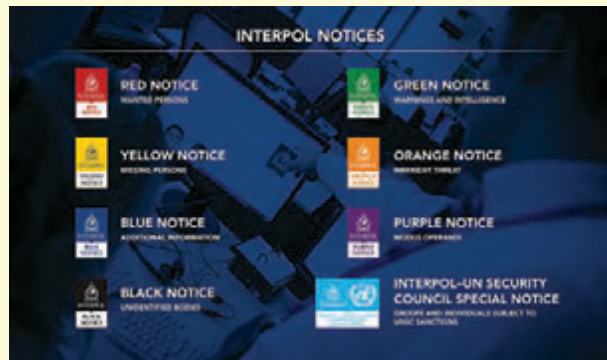 INTERPOL NOTICES
RED NOTICE
WANTED PERSONS
YELLOW NOTICE
MISSING PERSONS
BLUE NOTICE
ADDITIONAL INFORMATION
BLACK NOTICE
UNIDENTIFIED BODIES
GREEN NOTICE
WARNINGS AND INTELLIGENCE
ORANGE NOTICE
IMMINENT THREAT
PURPLE NOTICE
MODUS OPERANDI
INTERPOL–UN SECURITY
COUNCIL SPECIAL NOTICE
GROUPS AND INDIVIDUALS SUBJECT TO
UNSC SANCTIONS